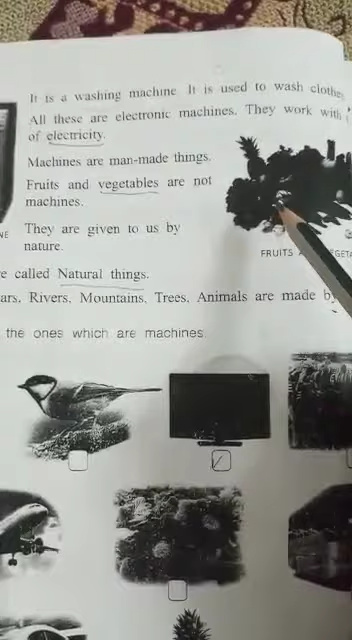 It is a washing machine. It is used to wash clothes
All these are electronic machines. They work with
of electricity.
Machines are man-made things.
Fruits and vegetables are not
machines.
They are given to us by
nature.
NE
FRUITS
called Natural things.
Rivers, Mountains, Trees, Animals are made by
the ones which are machines